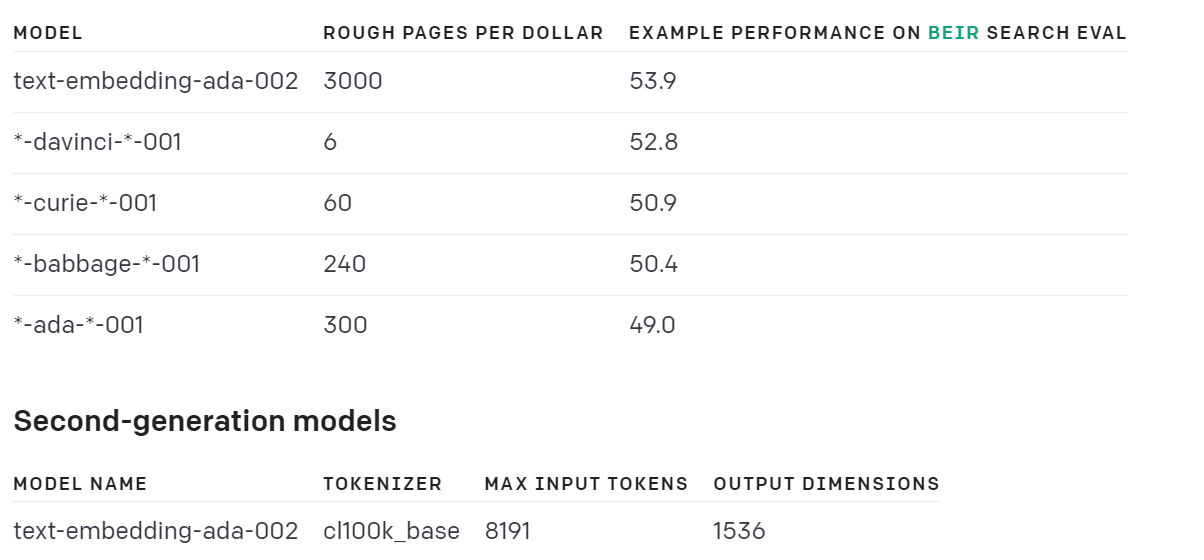 MODEL ROUGH PAGES PER DOLLAR EXAMPLE PERFORMANCE ON BEIR SEARCH EVAL
text-embedding-ada-002 3000 53.9
*-davinci-*-001 6 52.8
*-curie-*-001 60 50.9
*-babbage-*-001 240 50.4
*-ada-*-001 300 49.0
Second-generation models
MODEL NAME TOKENIZER MAX INPUT TOKENS OUTPUT DIMENSIONS
text-embedding-ada-002 cl100k_base 8191 1536